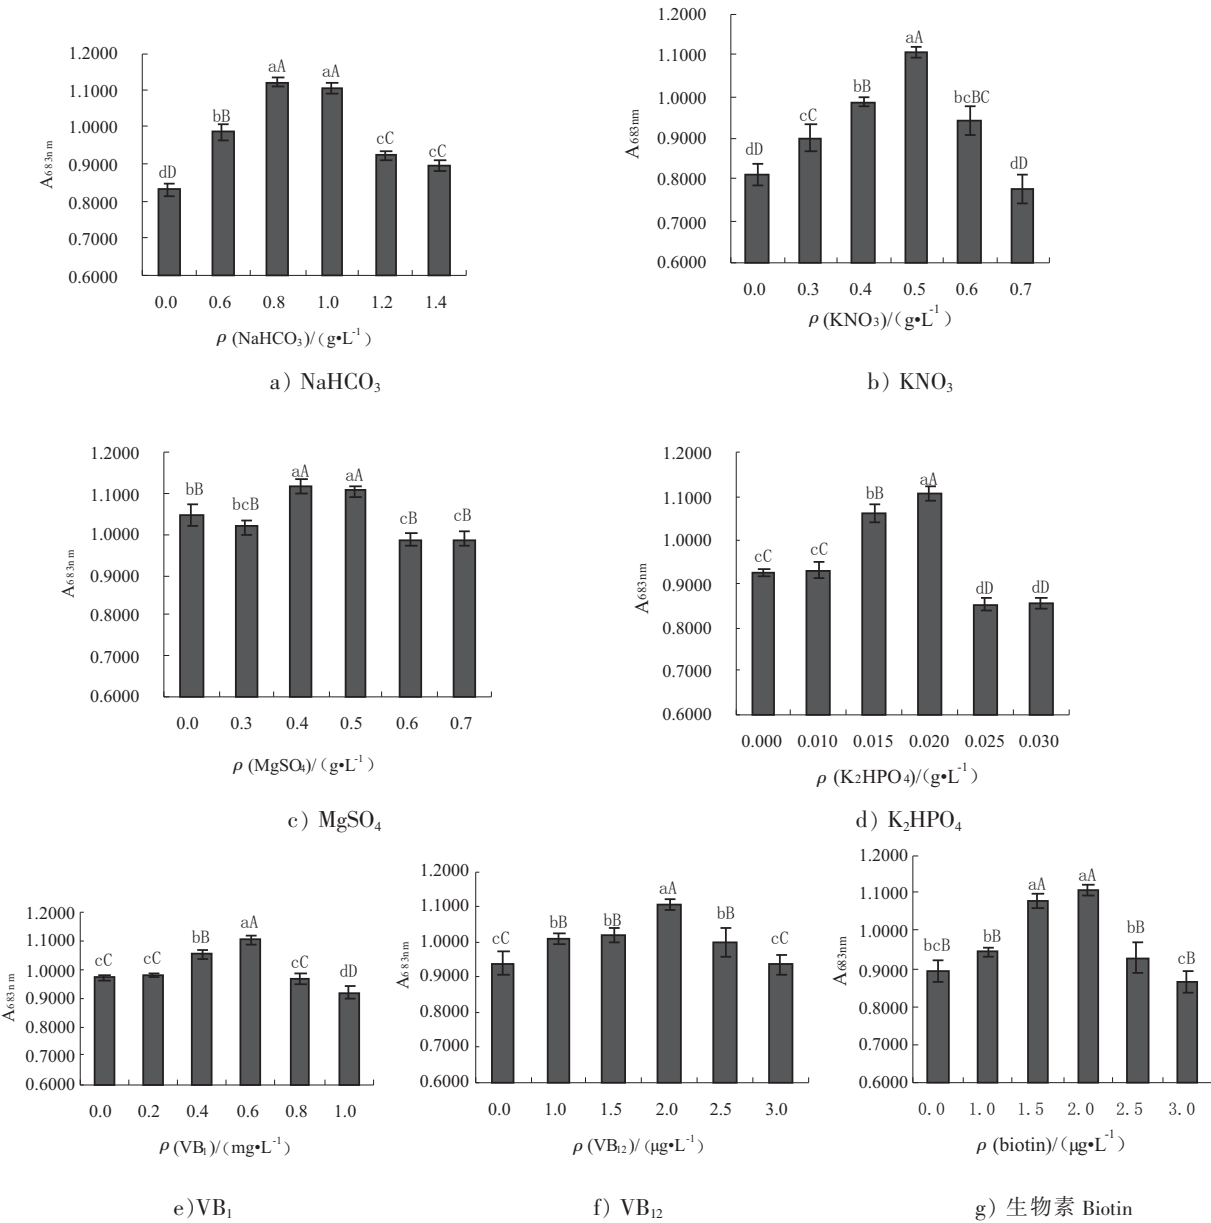 1.2000
1.1000
1.0000
0.9000
0.8000
0.7000
0.6000
A683nm
dD bB aA aA cC cC
0.0 0.6 0.8 1.0 1.2 1.4
ρ (NaHCO3)/(g•L-1)
a) NaHCO3
1.2000
1.1000
1.0000
0.9000
0.8000
0.7000
0.6000
A683nm
dD cC bB aA bcBC dD
0.0 0.3 0.4 0.5 0.6 0.7
ρ (KNO3)/(g•L-1)
b) KNO3
1.2000
1.1000
1.0000
0.9000
0.8000
0.7000
0.6000
A683nm
bB bcB aA aA cB cB
0.0 0.3 0.4 0.5 0.6 0.7
ρ (MgSO4)/(g•L-1)
c) MgSO4
1.2000
1.1000
1.0000
0.9000
0.8000
0.7000
0.6000
A683nm
cC cC bB aA dD dD
0.000 0.010 0.015 0.020 0.025 0.030
ρ (K2HPO4)/(g•L-1)
d) K2HPO4
1.2000
1.1000
1.0000
0.9000
0.8000
0.7000
0.6000
A683nm
cC cC bB aA cC dD
0.0 0.2 0.4 0.6 0.8 1.0
ρ (VB1)/(mg•L-1)
e)VB1
1.2000
1.1000
1.0000
0.9000
0.8000
0.7000
0.6000
A683nm
cC bB bB aA bB cC
0.0 1.0 1.5 2.0 2.5 3.0
ρ (VB12)/(μg•L-1)
f) VB12
1.2000
1.1000
1.0000
0.9000
0.8000
0.7000
0.6000
A683nm
bcB bB aA aA bB cB
0.0 1.0 1.5 2.0 2.5 3.0
ρ (biotin)/(μg•L-1)
g) 生物素 Biotin